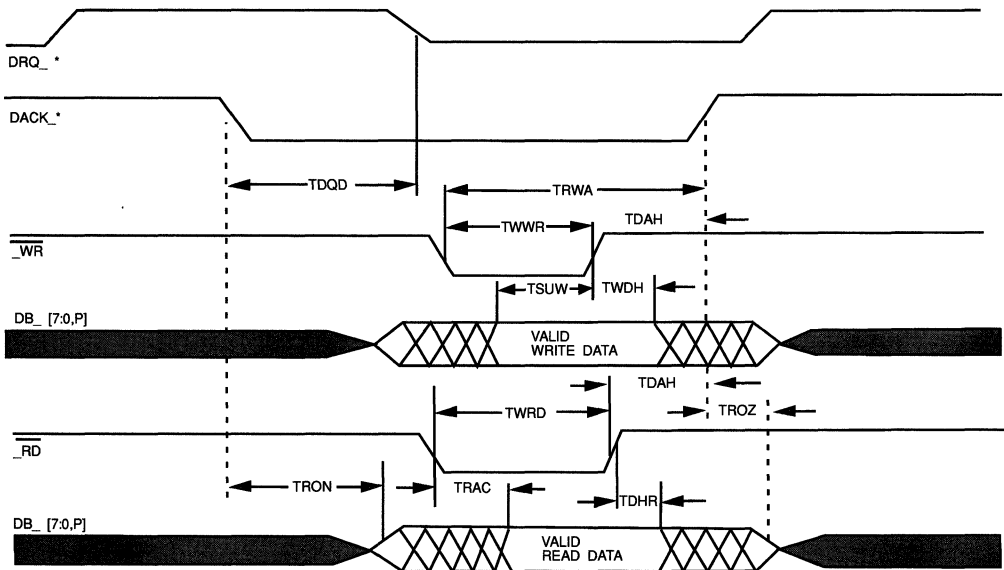 DRQ_ *
DACK_*
TDQD
TRWA
TWWR
TDAH
_WR
TSUW
TWDH
DB_ [7:0,P]
VALID
WRITE DATA
TDAH
TWRD
TROZ
_RD
TRON
TRAC
TDHR
DB_ [7:0,P]
VALID
READ DATA